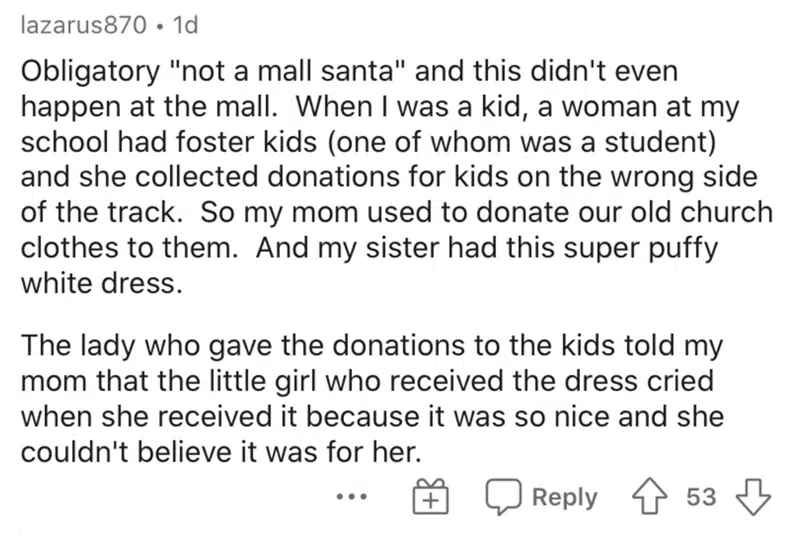 lazarus870 • 1d
Obligatory "not a mall santa" and this didn't even
happen at the mall.  When I was a kid, a woman at my
school had foster kids (one of whom was a student)
and she collected donations for kids on the wrong side
of the track.  So my mom used to donate our old church
clothes to them.  And my sister had this super puffy
white dress.
The lady who gave the donations to the kids told my
mom that the little girl who received the dress cried
when she received it because it was so nice and she
couldn't believe it was for her.
Reply 53